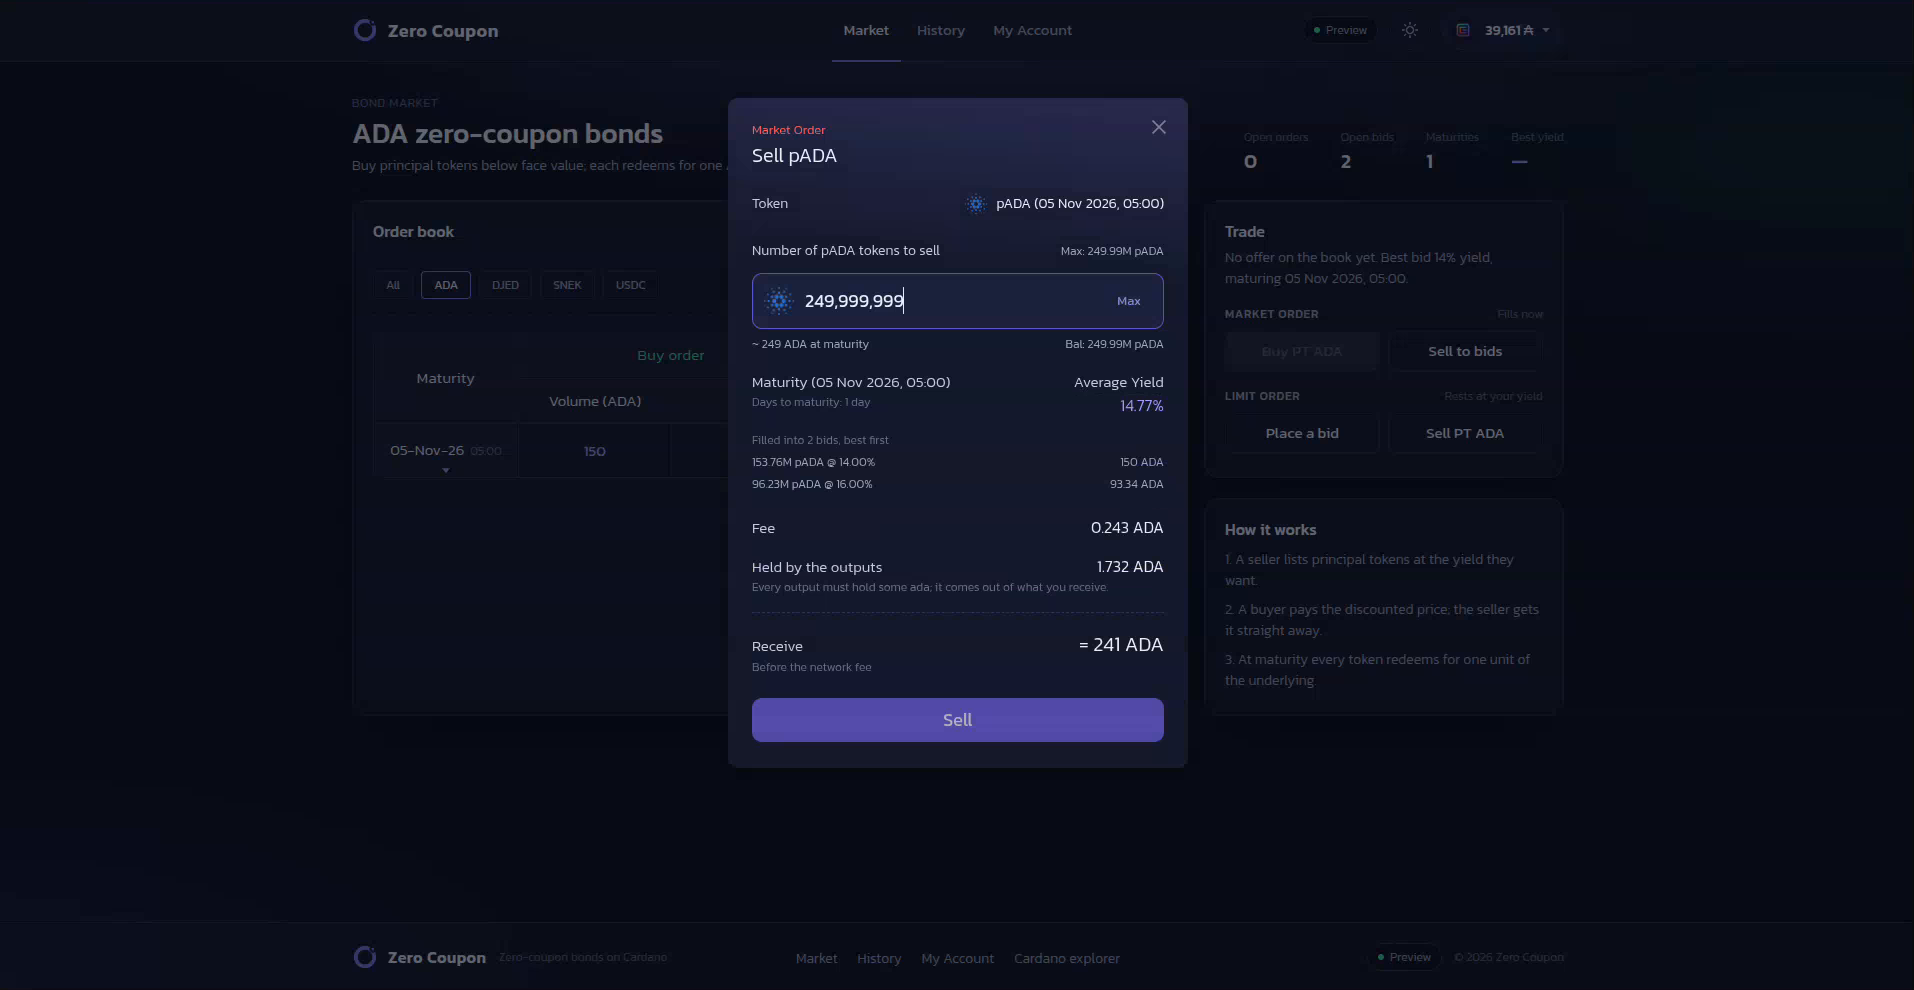 Zero Coupon
Market
History
My Account
Preview
39,161 ₳
BOND MARKET
ADA zero-coupon bonds
Buy principal tokens below face value; each redeems for one
Open orders
0
Open bids
2
Maturities
1
Best yield
—
Order book
All
ADA
DJED
SNEK
USDC
Maturity
Buy order
Volume (ADA)
05-Nov-26 05:00
150
Market Order
Sell pADA
Token
pADA (05 Nov 2026, 05:00)
Number of pADA tokens to sell
Max: 249.99M pADA
249,999,999
Max
~ 249 ADA at maturity
Bal: 249.99M pADA
Maturity (05 Nov 2026, 05:00)
Average Yield
Days to maturity: 1 day
14.77%
Filled into 2 bids, best first
153.76M pADA @ 14.00%
150 ADA
96.23M pADA @ 16.00%
93.34 ADA
Fee
0.243 ADA
Held by the outputs
1.732 ADA
Every output must hold some ada; it comes out of what you receive.
Receive
= 241 ADA
Before the network fee
Sell
Trade
No offer on the book yet. Best bid 14% yield,
maturing 05 Nov 2026, 05:00.
MARKET ORDER
Fills now
Buy PT ADA
Sell to bids
LIMIT ORDER
Rests at your yield
Place a bid
Sell PT ADA
How it works
1. A seller lists principal tokens at the yield they
want.
2. A buyer pays the discounted price; the seller gets
it straight away.
3. At maturity every token redeems for one unit of
the underlying.
Zero Coupon
Zero-coupon bonds on Cardano
Market
History
My Account
Cardano explorer
Preview
© 2026 Zero Coupon